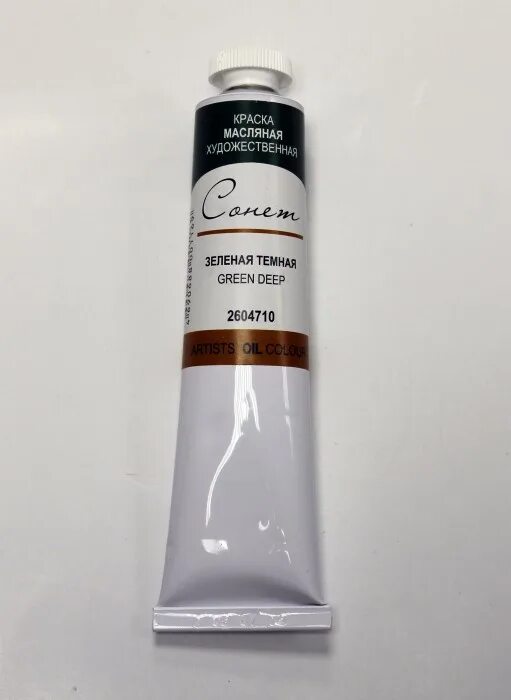 КРАСКА
МАСЛЯНАЯ
ХУДОЖЕСТВЕННАЯ
Сонет
ЗЕЛЕНАЯ ТЕМНАЯ
GREEN DEEP
2604710
ARTISTS OIL COLOUR